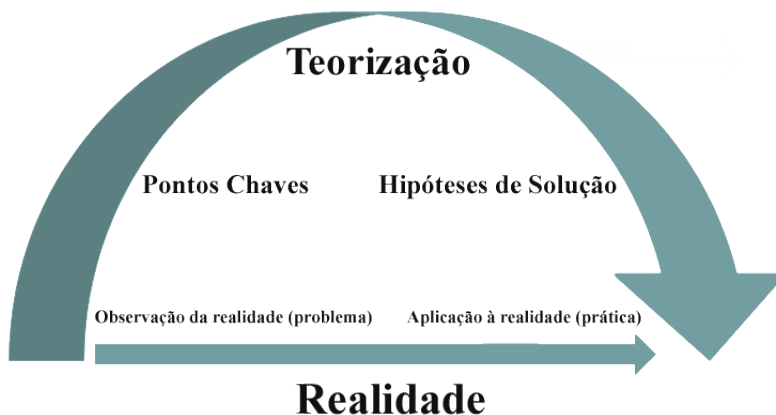 Teorização
Pontos Chaves
Hipóteses de Solução
Observação da realidade (problema)
Aplicação à realidade (prática)
Realidade